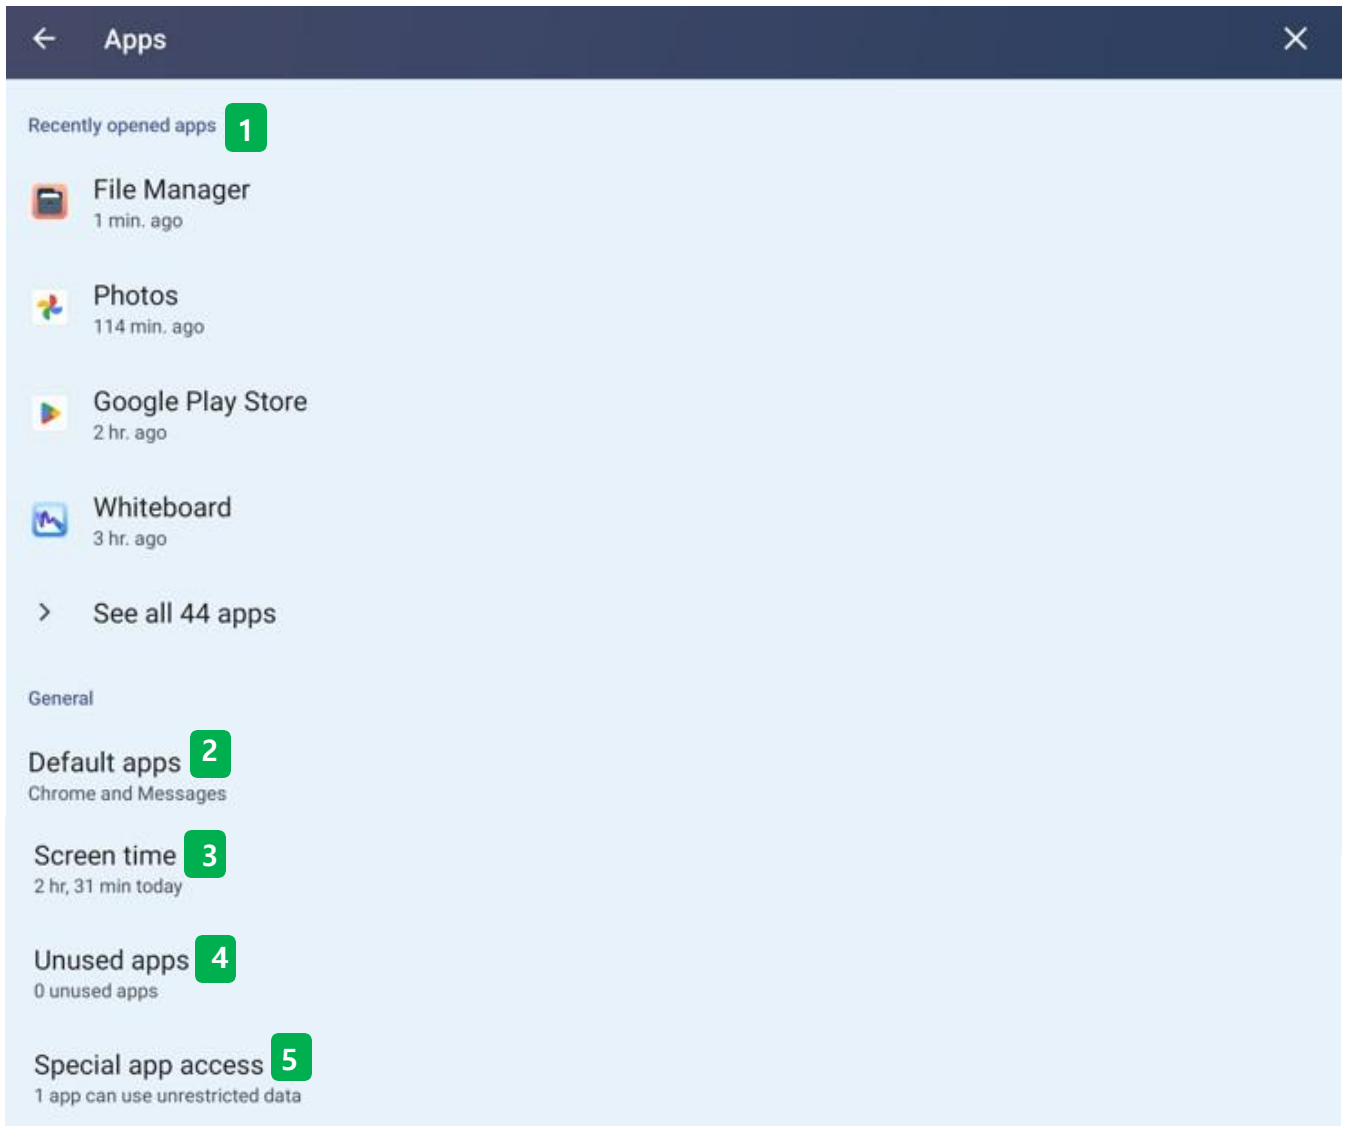 Apps
Recently opened apps 1
File Manager
1 min. ago
Photos
114 min. ago
Google Play Store
2 hr. ago
Whiteboard
3 hr. ago
See all 44 apps
General
Default apps 2
Chrome and Messages
Screen time 3
2 hr, 31 min today
Unused apps 4
0 unused apps
Special app access 5
1 app can use unrestricted data